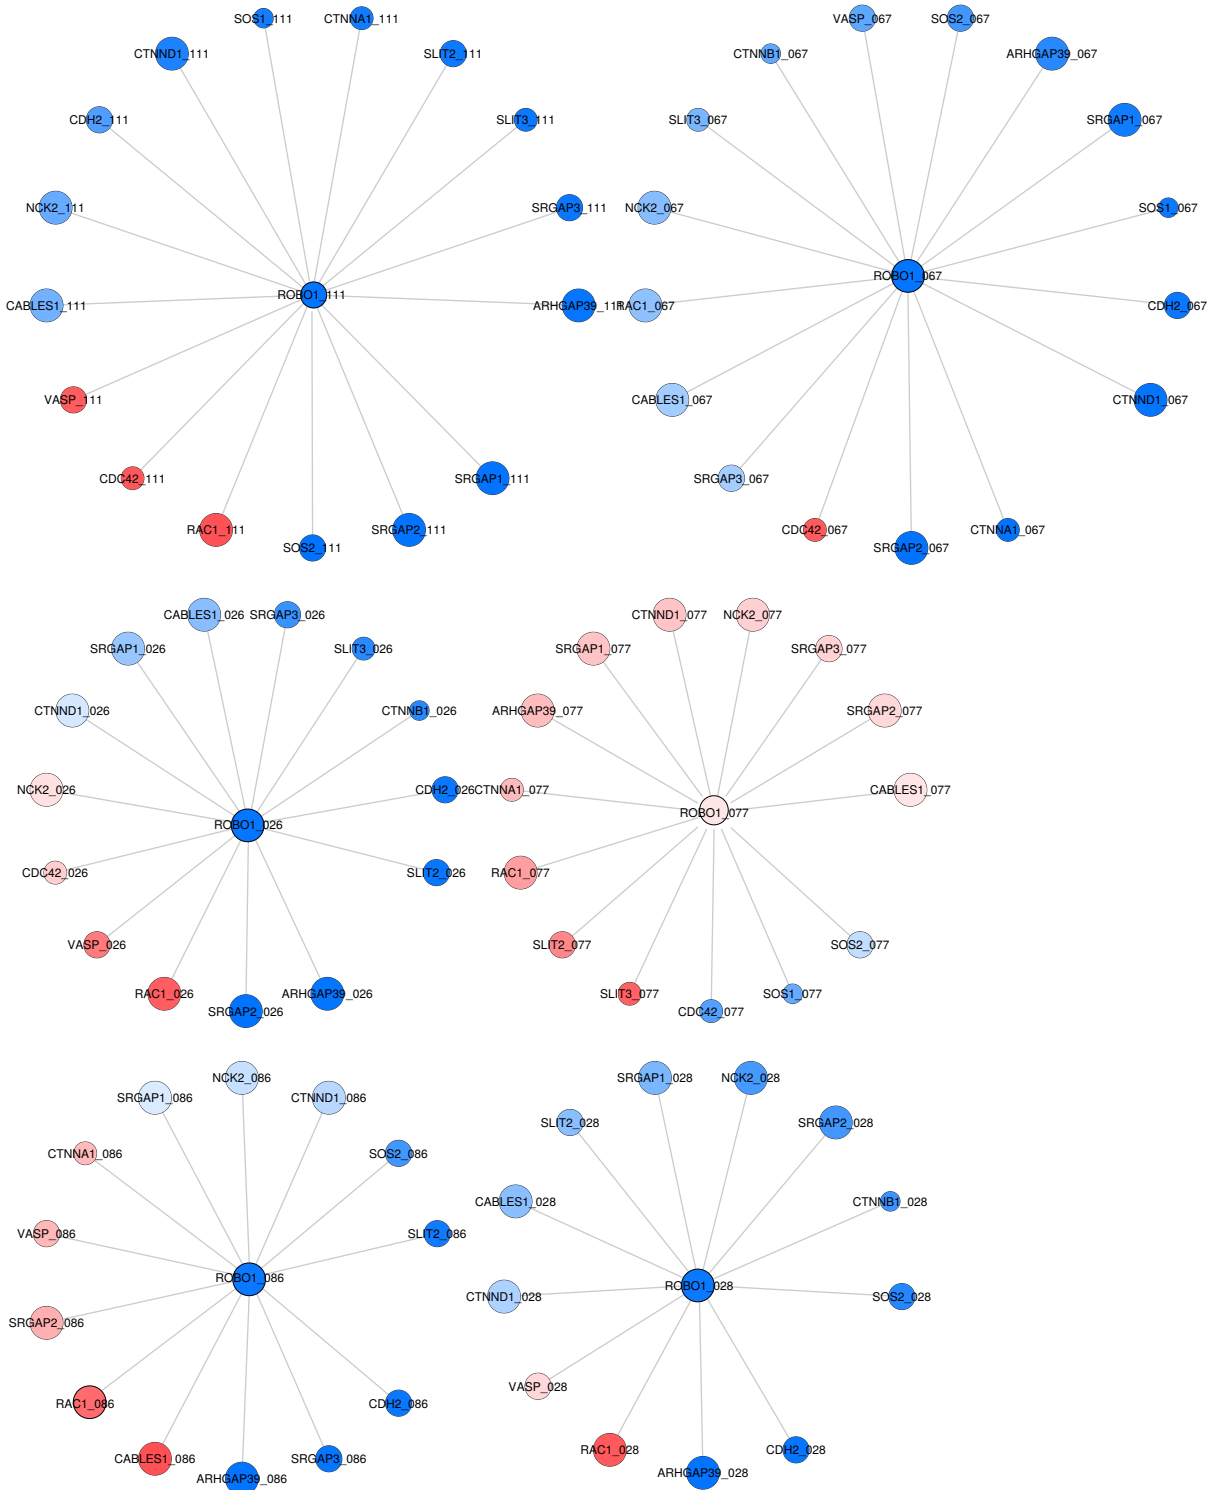 SOS1_111
CTNNA1_111
CTNND1_111
SLIT2_111
CDH2_111
SLIT3_111
NCK2_111
SRGAP3_111
ROBO1_111
CABLES1_111
ARHGAP39_111
VASP_111
CDC42_111
SRGAP1_111
RAC1_111
SRGAP2_111
SOS2_111
VASP_067
SOS2_067
CTNNB1_067
ARHGAP39_067
SLIT3_067
SRGAP1_067
NCK2_067
SOS1_067
ROBO1_067
RAC1_067
CDH2_067
CABLES1_067
CTNND1_067
SRGAP3_067
CDC42_067
CTNNA1_067
SRGAP2_067
CABLES1_026
SRGAP3_026
SRGAP1_026
SLIT3_026
CTNND1_026
CTNNB1_026
NCK2_026
CDH2_026
ROBO1_026
CDC42_026
SLIT2_026
VASP_026
RAC1_026
ARHGAP39_026
SRGAP2_026
CTNND1_077
NCK2_077
SRGAP1_077
SRGAP3_077
ARHGAP39_077
SRGAP2_077
CTNNA1_077
CABLES1_077
ROBO1_077
RAC1_077
SLIT2_077
SOS2_077
SLIT3_077
SOS1_077
CDC42_077
NCK2_086
SRGAP1_086
CTNND1_086
CTNNA1_086
SOS2_086
VASP_086
SLIT2_086
ROBO1_086
SRGAP2_086
RAC1_086
CDH2_086
CABLES1_086
SRGAP3_086
ARHGAP39_086
SRGAP1_028
NCK2_028
SLIT2_028
SRGAP2_028
CABLES1_028
CTNNB1_028
ROBO1_028
CTNND1_028
SOS2_028
VASP_028
RAC1_028
CDH2_028
ARHGAP39_028